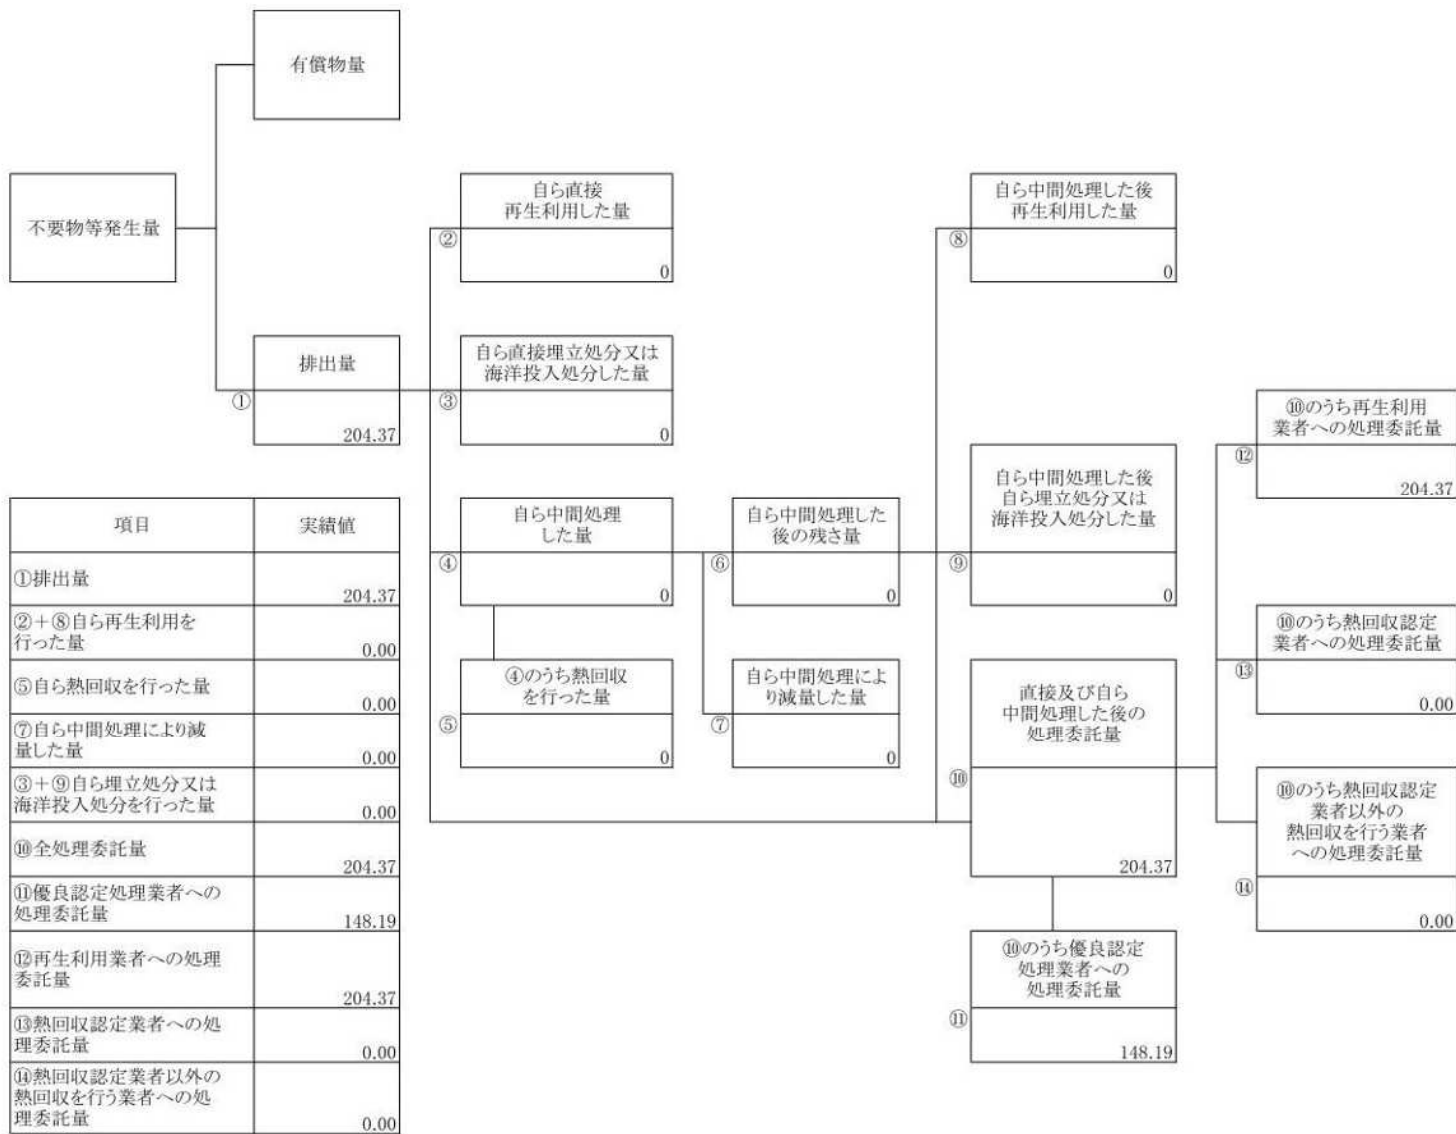 有償物量
不要物等発生量
自ら直接
再生利用した量
②
0
自ら中間処理した後
再生利用した量
⑧
0
排出量
①
204.37
自ら直接埋立処分又は
海洋投入処分した量
③
0
⑩のうち再生利用
業者への処理委託量
⑫
204.37
自ら中間処理
した量
④
0
自ら中間処理した
後の残さ量
⑥
0
自ら中間処理した後
自ら埋立処分又は
海洋投入処分した量
⑨
0
⑩のうち熱回収認定
業者への処理委託量
⑬
0.00
④のうち熱回収
を行った量
⑤
0
自ら中間処理によ
り減量した量
⑦
0
直接及び自ら
中間処理した後の
処理委託量
⑩
204.37
⑩のうち熱回収認定
業者以外の
熱回収を行う業者
への処理委託量
⑭
0.00
⑩のうち優良認定
処理業者への
処理委託量
⑪
148.19
項目 実績値
①排出量
204.37
②+⑧自ら再生利用を
行った量 0.00
⑤自ら熱回収を行った量
0.00
⑦自ら中間処理により減
量した量 0.00
③+⑨自ら埋立処分又は
海洋投入処分を行った量 0.00
⑩全処理委託量
204.37
⑪優良認定処理業者への
処理委託量 148.19
⑫再生利用業者への処理
委託量
204.37
⑬熱回収認定業者への処
理委託量 0.00
⑭熱回収認定業者以外の
熱回収を行う業者への処
理委託量 0.00